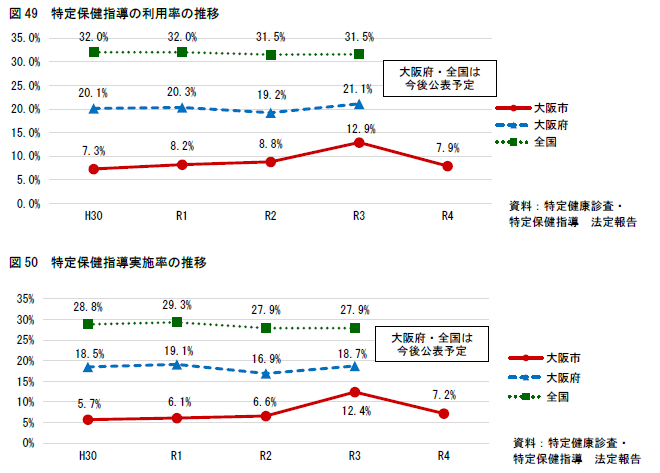 図49 特定保健指導の利用率の推移
35.0%
30.0%
25.0%
20.0%
15.0%
10.0%
5.0%
0.0%
32.0% 32.0% 31.5% 31.5%
20.1% 20.3% 19.2% 21.1%
7.3% 8.2% 8.8% 12.9% 7.9%
大阪府・全国は
今後公表予定
H30 R1 R2 R3 R4
大阪市
大阪府
全国
資料:特定健康診査・
特定保健指導 法定報告
図50 特定保健指導実施率の推移
35%
30%
25%
20%
15%
10%
5%
0%
28.8% 29.3% 27.9% 27.9%
18.5% 19.1% 16.9% 18.7%
5.7% 6.1% 6.6% 12.4% 7.2%
大阪府・全国は
今後公表予定
H30 R1 R2 R3 R4
大阪市
大阪府
全国
資料:特定健康診査・
特定保健指導 法定報告